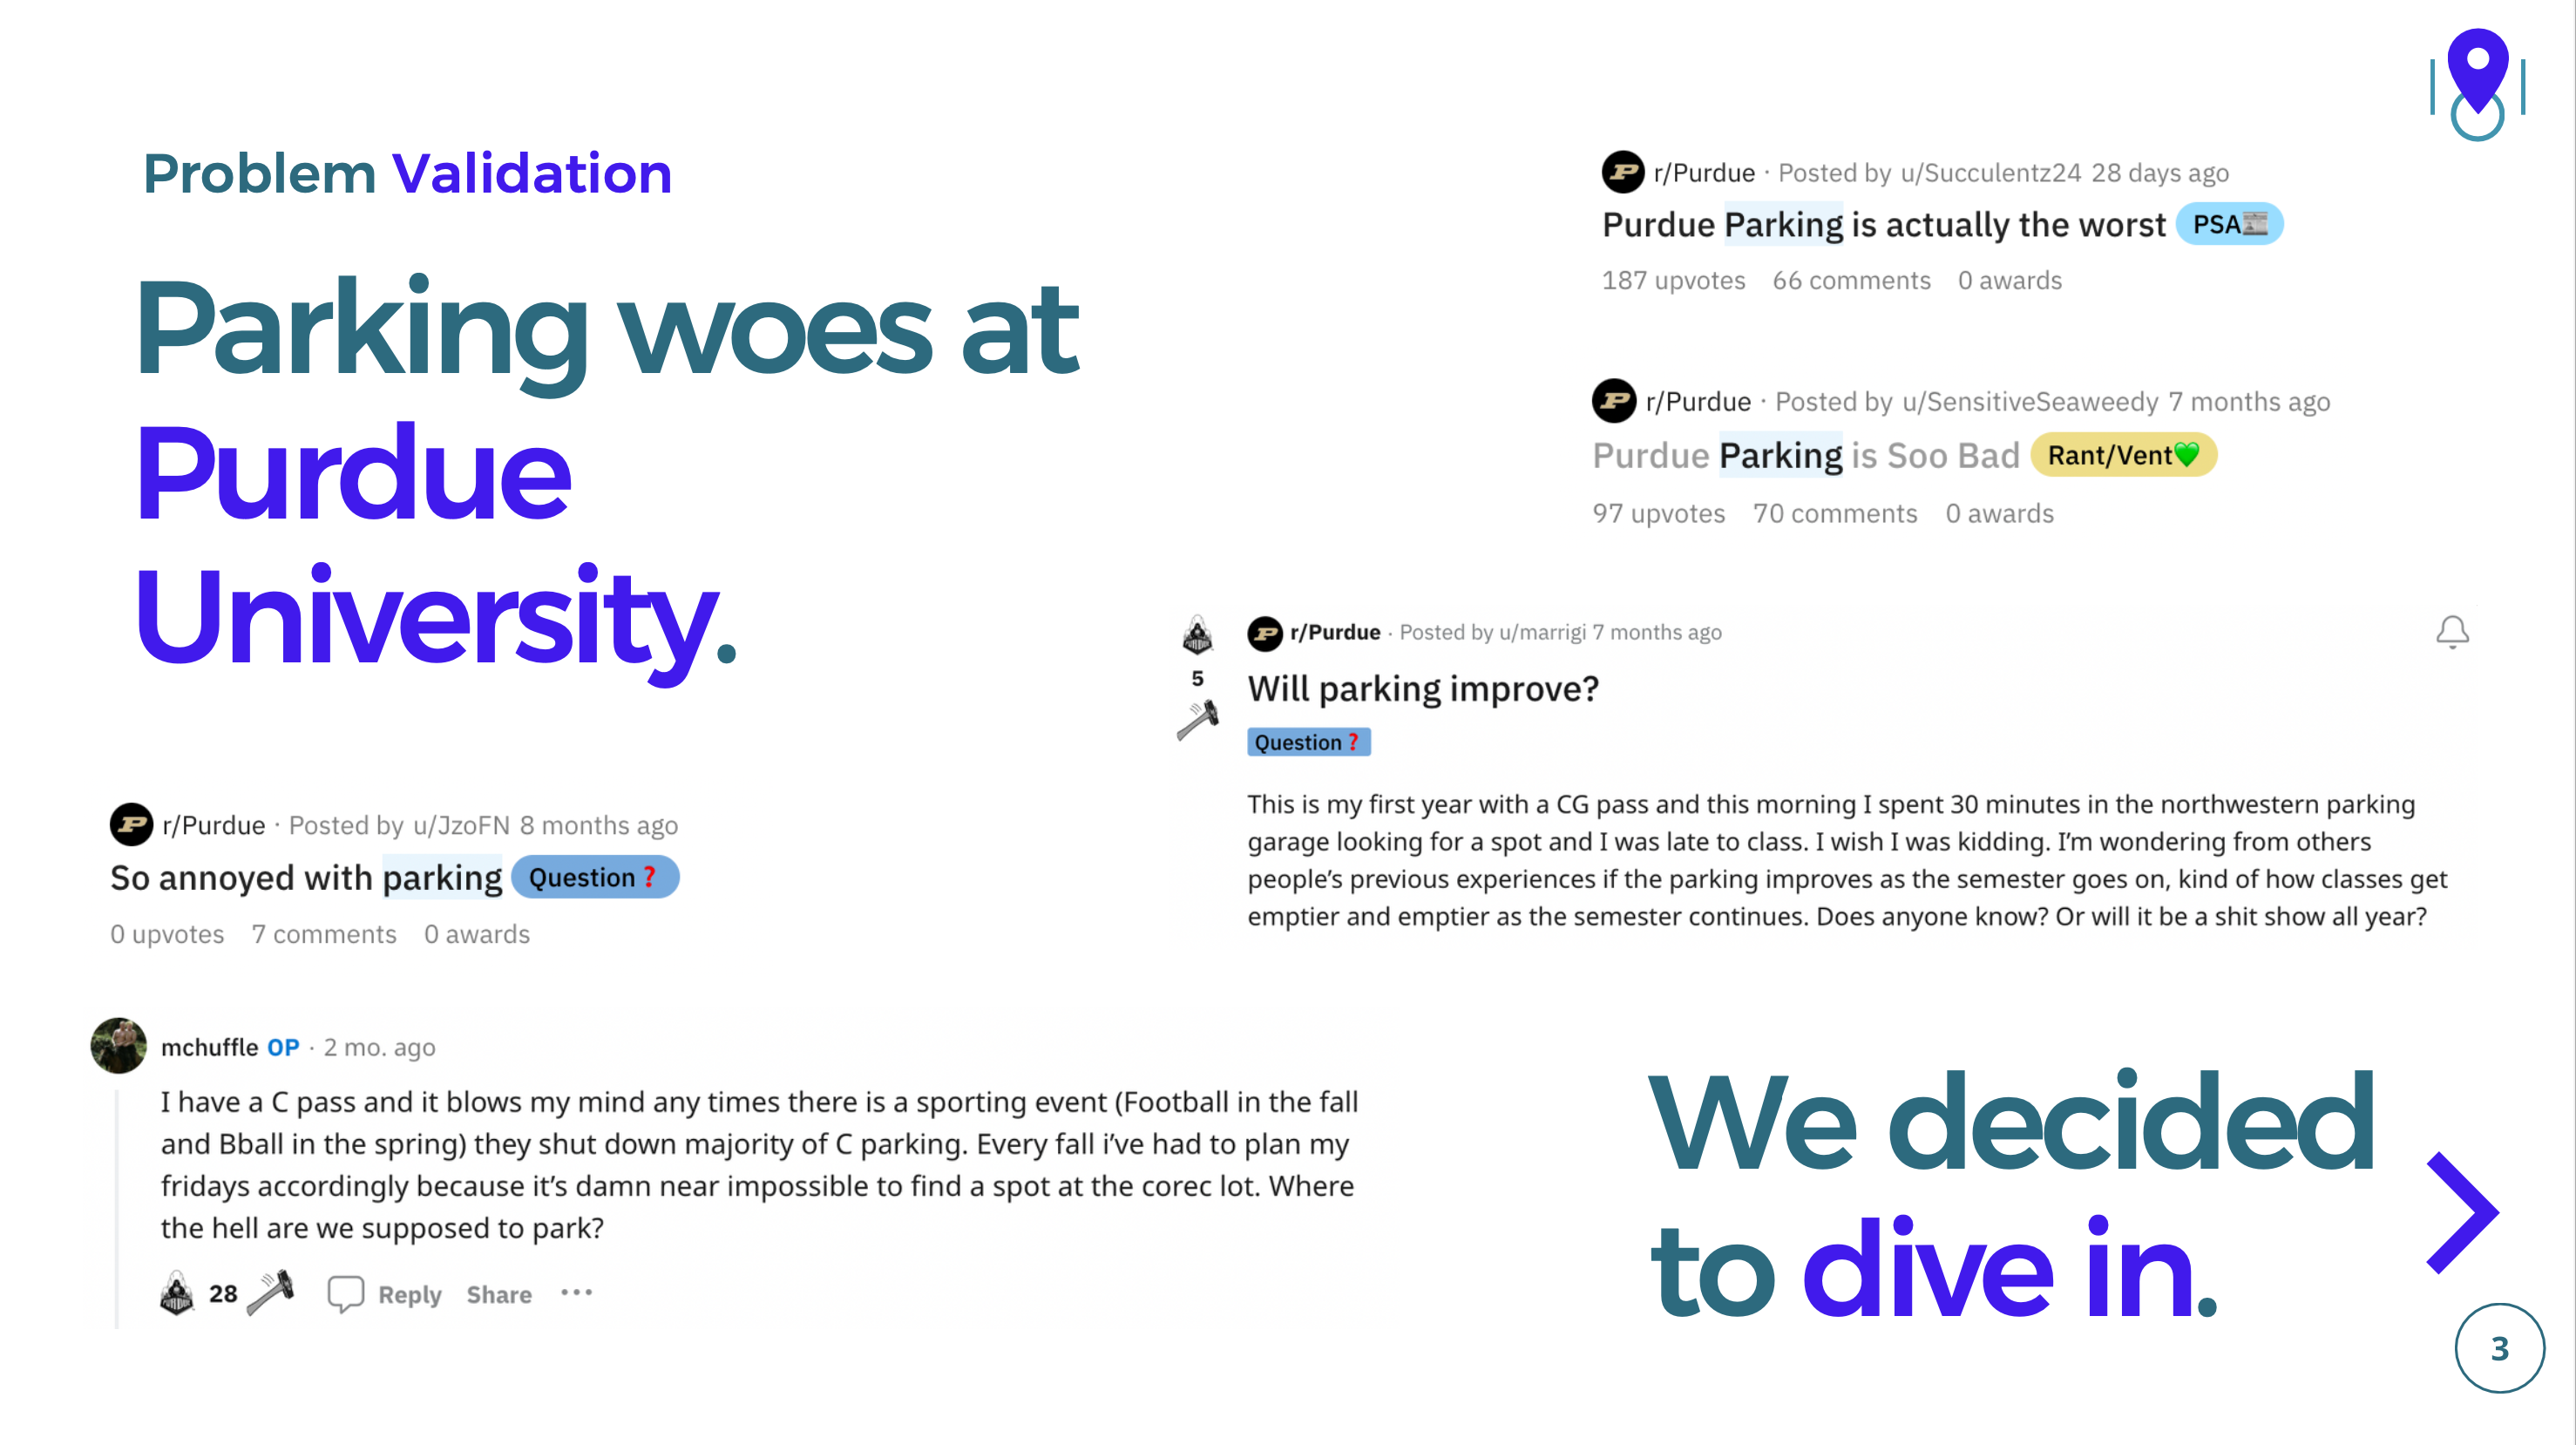 Problem Validation
Parking woes at
Purdue
University.
r/Purdue · Posted by u/Succulentz24 28 days ago
Purdue Parking is actually the worst PSA
187 upvotes 66 comments 0 awards
r/Purdue · Posted by u/SensitiveSeaweedy 7 months ago
Purdue Parking is Soo Bad Rant/Vent💚
97 upvotes 70 comments 0 awards
r/Purdue · Posted by u/marrigi 7 months ago
5
Will parking improve?
Question ❓
This is my first year with a CG pass and this morning I spent 30 minutes in the northwestern parking
garage looking for a spot and I was late to class. I wish I was kidding. I’m wondering from others
people’s previous experiences if the parking improves as the semester goes on, kind of how classes get
emptier and emptier as the semester continues. Does anyone know? Or will it be a shit show all year?
r/Purdue · Posted by u/JzoFN 8 months ago
So annoyed with parking Question ❓
0 upvotes 7 comments 0 awards
mchuffle OP · 2 mo. ago
I have a C pass and it blows my mind any times there is a sporting event (Football in the fall
and Bball in the spring) they shut down majority of C parking. Every fall i’ve had to plan my
fridays accordingly because it’s damn near impossible to find a spot at the corec lot. Where
the hell are we supposed to park?
28 Reply Share ···
We decided
to dive in.
3